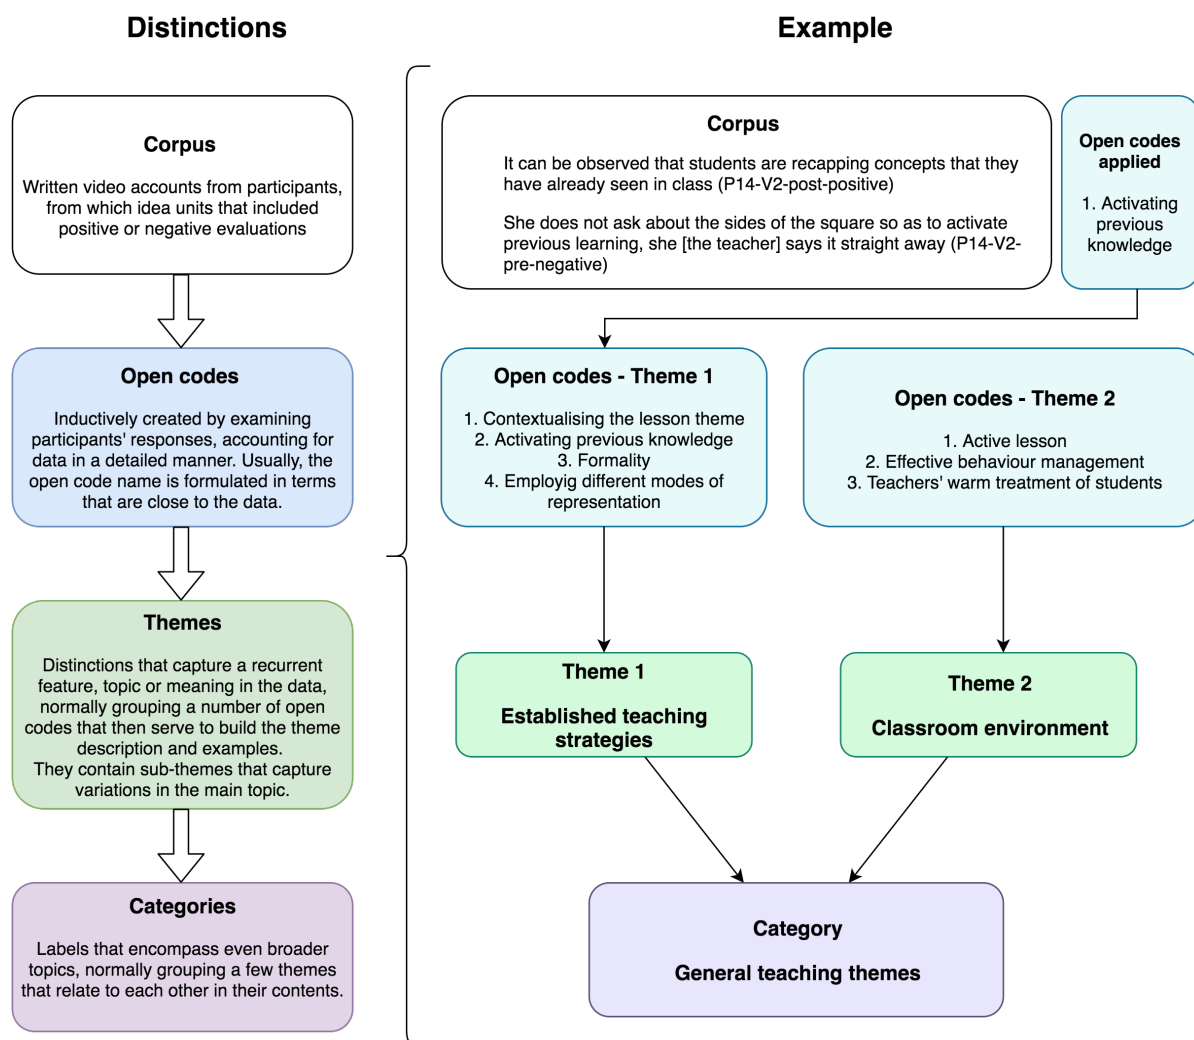 Distinctions
Example
Corpus
Written video accounts from participants,
from which idea units that included
positive or negative evaluations
Open codes
Inductively created by examining
participants' responses, accounting for
data in a detailed manner. Usually, the
open code name is formulated in terms
that are close to the data.
Themes
Distinctions that capture a recurrent
feature, topic or meaning in the data,
normally grouping a number of open
codes that then serve to build the theme
description and examples.
They contain sub-themes that capture
variations in the main topic.
Categories
Labels that encompass even broader
topics, normally grouping a few themes
that relate to each other in their contents.
Corpus
It can be observed that students are recapping concepts that they
have already seen in class (P14-V2-post-positive)
She does not ask about the sides of the square so as to activate
previous learning, she [the teacher] says it straight away (P14-V2-
pre-negative)
Open codes
applied
1. Activating
previous
knowledge
Open codes - Theme 1
1. Contextualising the lesson theme
2. Activating previous knowledge
3. Formality
4. Employig different modes of
representation
Open codes - Theme 2
1. Active lesson
2. Effective behaviour management
3. Teachers' warm treatment of students
Theme 1
Established teaching
strategies
Theme 2
Classroom environment
Category
General teaching themes